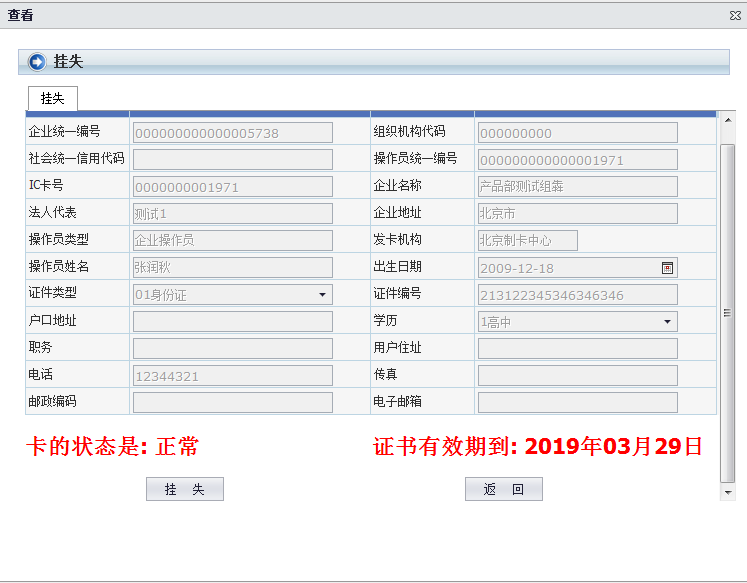 查看
挂失
挂失
企业统一编号 000000000000005738 组织机构代码 000000000
社会统一信用代码 操作员统一编号 000000000000001971
IC卡号 0000000001971 企业名称 产品部测试组犇
法人代表 测试1 企业地址 北京市
操作员类型 企业操作员 发卡机构 北京制卡中心
操作员姓名 张润秋 出生日期 2009-12-18
证件类型 01身份证 证件编号 213122345346346346
户口地址 学历 1高中
职务 用户住址
电话 12344321 传真
邮政编码 电子邮箱
卡的状态是: 正常 证书有效期到: 2019年03月29日
挂 失 返 回